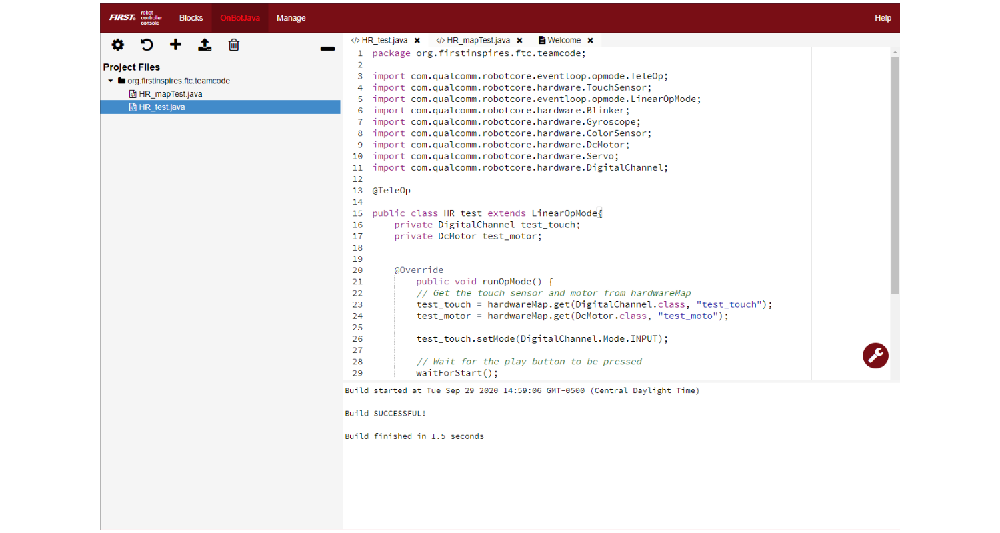 FIRST® robot controller console
Blocks
OnBotJava
Manage
Help
Project Files
org.firstinspires.ftc.teamcode
HR_mapTest.java
HR_test.java
</> HR_test.java ✖ </> HR_mapTest.java ✖ Welcome ✖
1 package org.firstinspires.ftc.teamcode;
2
3 import com.qualcomm.robotcore.eventloop.opmode.TeleOp;
4 import com.qualcomm.robotcore.hardware.TouchSensor;
5 import com.qualcomm.robotcore.eventloop.opmode.LinearOpMode;
6 import com.qualcomm.robotcore.hardware.Blinker;
7 import com.qualcomm.robotcore.hardware.Gyroscope;
8 import com.qualcomm.robotcore.hardware.ColorSensor;
9 import com.qualcomm.robotcore.hardware.DcMotor;
10 import com.qualcomm.robotcore.hardware.Servo;
11 import com.qualcomm.robotcore.hardware.DigitalChannel;
12
13 @TeleOp
14
15 public class HR_test extends LinearOpMode{
16 private DigitalChannel test_touch;
17 private DcMotor test_motor;
18
19
20 @Override
21 public void runOpMode() {
22 // Get the touch sensor and motor from hardwareMap
23 test_touch = hardwareMap.get(DigitalChannel.class, "test_touch");
24 test_motor = hardwareMap.get(DcMotor.class, "test_moto");
25
26 test_touch.setMode(DigitalChannel.Mode.INPUT);
27
28 // Wait for the play button to be pressed
29 waitForStart();
Build started at Tue Sep 29 2020 14:59:06 GMT-0500 (Central Daylight Time)
Build SUCCESSFUL!
Build finished in 1.5 seconds